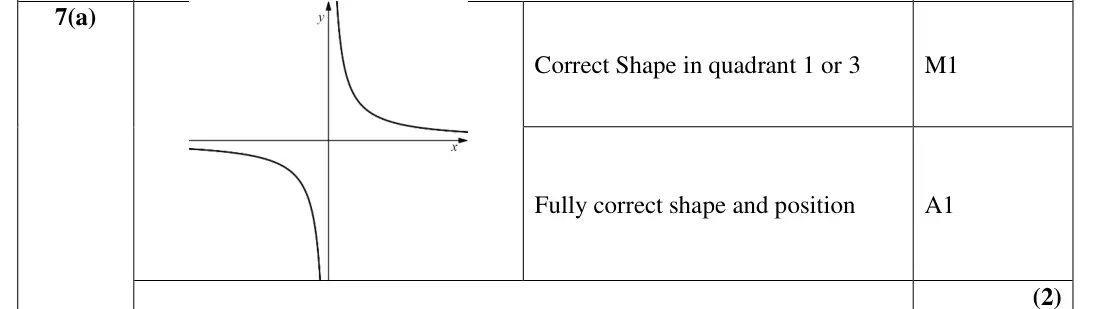 7(a)
y
x
Correct Shape in quadrant 1 or 3
M1
Fully correct shape and position
A1
(2)